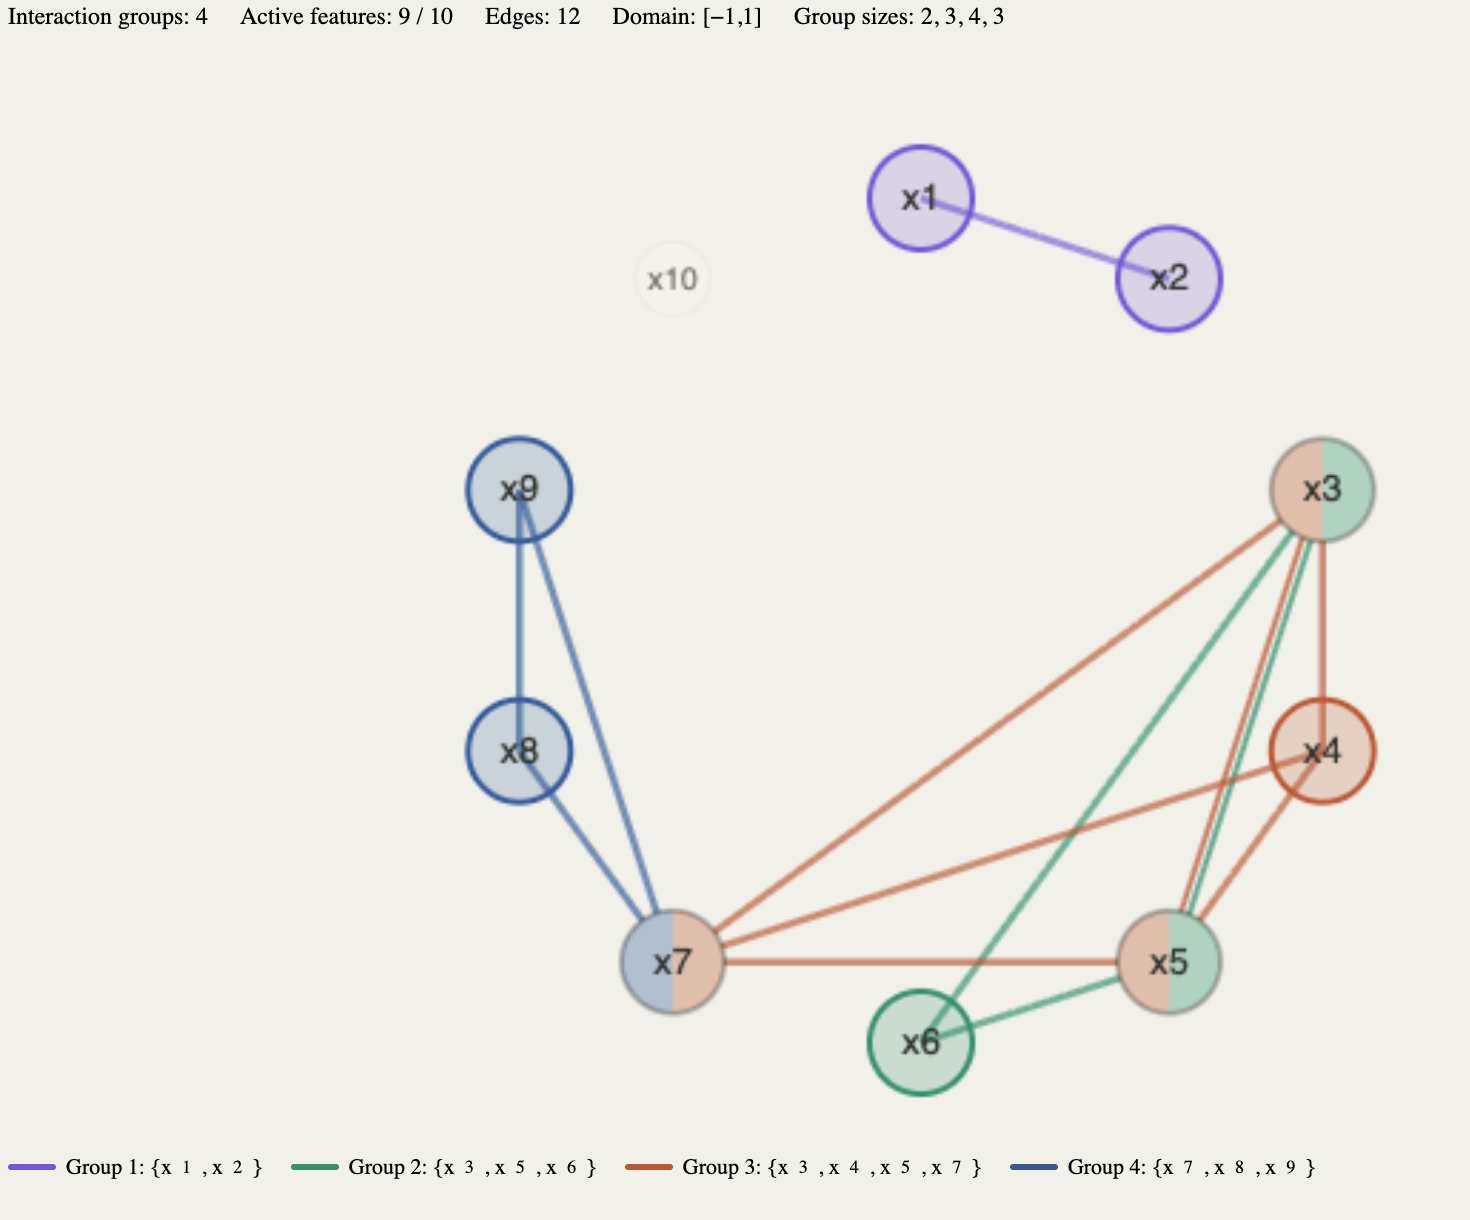 Interaction groups: 4 Active features: 9 / 10 Edges: 12 Domain: [−1,1] Group sizes: 2, 3, 4, 3
x1
x2
x10
x9
x3
x8
x4
x7
x5
x6
Group 1: {x 1 , x 2 } Group 2: {x 3 , x 5 , x 6 } Group 3: {x 3 , x 4 , x 5 , x 7 } Group 4: {x 7 , x 8 , x 9 }